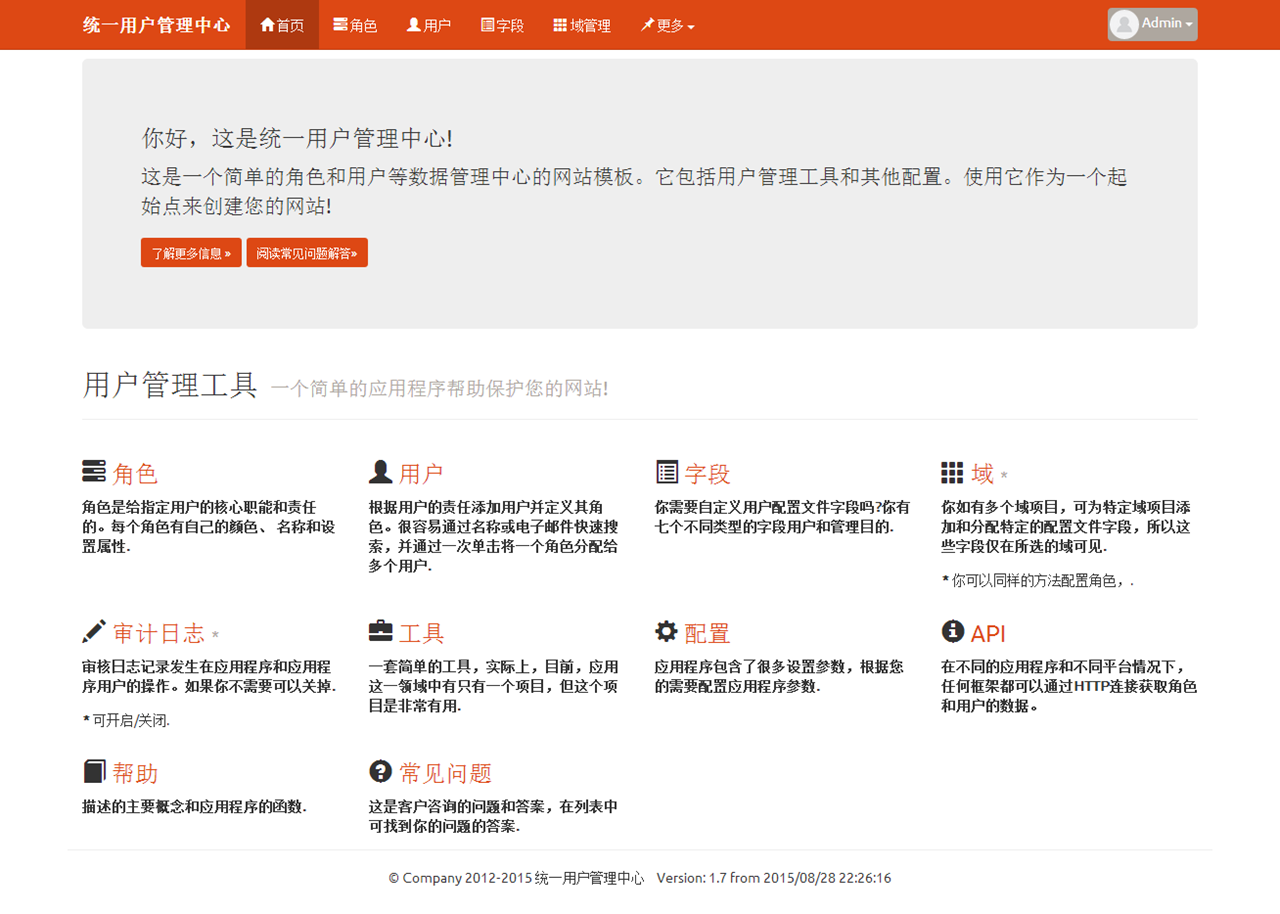 统一用户管理中心 首页 角色 用户 字段 域管理 更多 Admin
你好，这是统一用户管理中心!
这是一个简单的角色和用户等数据管理中心的网站模板。它包括用户管理工具和其他配置。使用它作为一个起
始点来创建您的网站!
了解更多信息 » 阅读常见问题解答»
用户管理工具 一个简单的应用程序帮助保护您的网站!
角色
角色是给指定用户的核心职能和责任
的。每个角色有自己的颜色、名称和设
置属性.
用户
根据用户的责任添加用户并定义其角
色。很容易通过名称或电子邮件快速搜
索，并通过一次单击将一个角色分配给
多个用户.
字段
你需要自定义用户配置文件字段吗?你有
七个不同类型的字段用户和管理目的.
域 *
你如有多个域项目，可为特定域项目添
加和分配特定的配置文件字段，所以这
些字段仅在所选的域可见.
* 你可以同样的方法配置角色，.
审计日志 *
审核日志记录发生在应用程序和应用程
序用户的操作。如果你不需要可以关掉.
* 可开启/关闭.
工具
一套简单的工具，实际上，目前，应用
这一领域中有只有一个项目，但这个项
目是非常有用.
配置
应用程序包含了很多设置参数，根据您
的需要配置应用程序参数.
API
在不同的应用程序和不同平台情况下，
任何框架都可以通过HTTP连接获取角色
和用户的数据。
帮助
描述的主要概念和应用程序的函数.
常见问题
这是客户咨询的问题和答案，在列表中
可找到你的问题的答案.
© Company 2012-2015 统一用户管理中心 Version: 1.7 from 2015/08/28 22:26:16